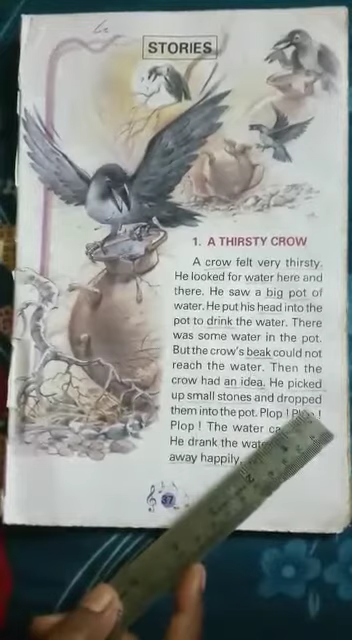 STORIES
1. A THIRSTY CROW
A crow felt very thirsty.
He looked for water here and
there. He saw a big pot of
water. He put his head into the
pot to drink the water. There
was some water in the pot.
But the crow's beak could not
reach the water. Then the
crow had an idea. He picked
up small stones and dropped
them into the pot. Plop !
Plop ! The water
He drank the
away happily.
37